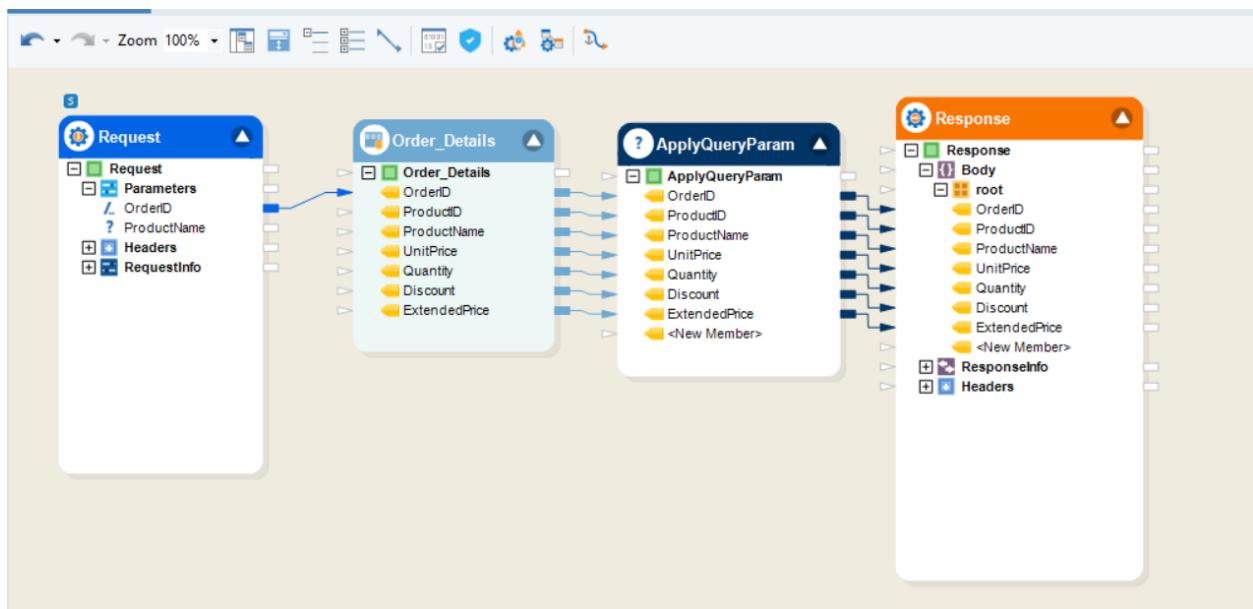 Zoom 100%
S
Request
Request
Parameters
OrderID
ProductName
Headers
RequestInfo
Order_Details
Order_Details
OrderID
ProductID
ProductName
UnitPrice
Quantity
Discount
ExtendedPrice
? ApplyQueryParam
ApplyQueryParam
OrderID
ProductID
ProductName
UnitPrice
Quantity
Discount
ExtendedPrice
<New Member>
Response
Response
Body
root
OrderID
ProductID
ProductName
UnitPrice
Quantity
Discount
ExtendedPrice
<New Member>
ResponseInfo
Headers